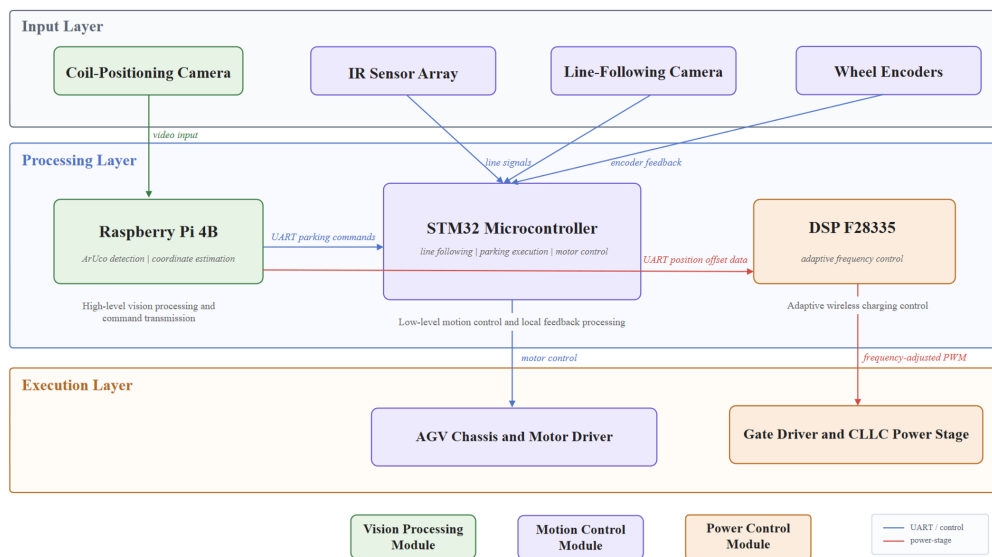 Input Layer
Coil-Positioning Camera
IR Sensor Array
Line-Following Camera
Wheel Encoders
video input
line signals
encoder feedback
Processing Layer
Raspberry Pi 4B
ArUco detection | coordinate estimation
High-level vision processing and
command transmission
UART parking commands
STM32 Microcontroller
line following | parking execution | motor control
Low-level motion control and local feedback processing
UART position offset data
DSP F28335
adaptive frequency control
Adaptive wireless charging control
motor control
frequency-adjusted PWM
Execution Layer
AGV Chassis and Motor Driver
Gate Driver and CLLC Power Stage
Vision Processing
Module
Motion Control
Module
Power Control
Module
UART / control
power-stage